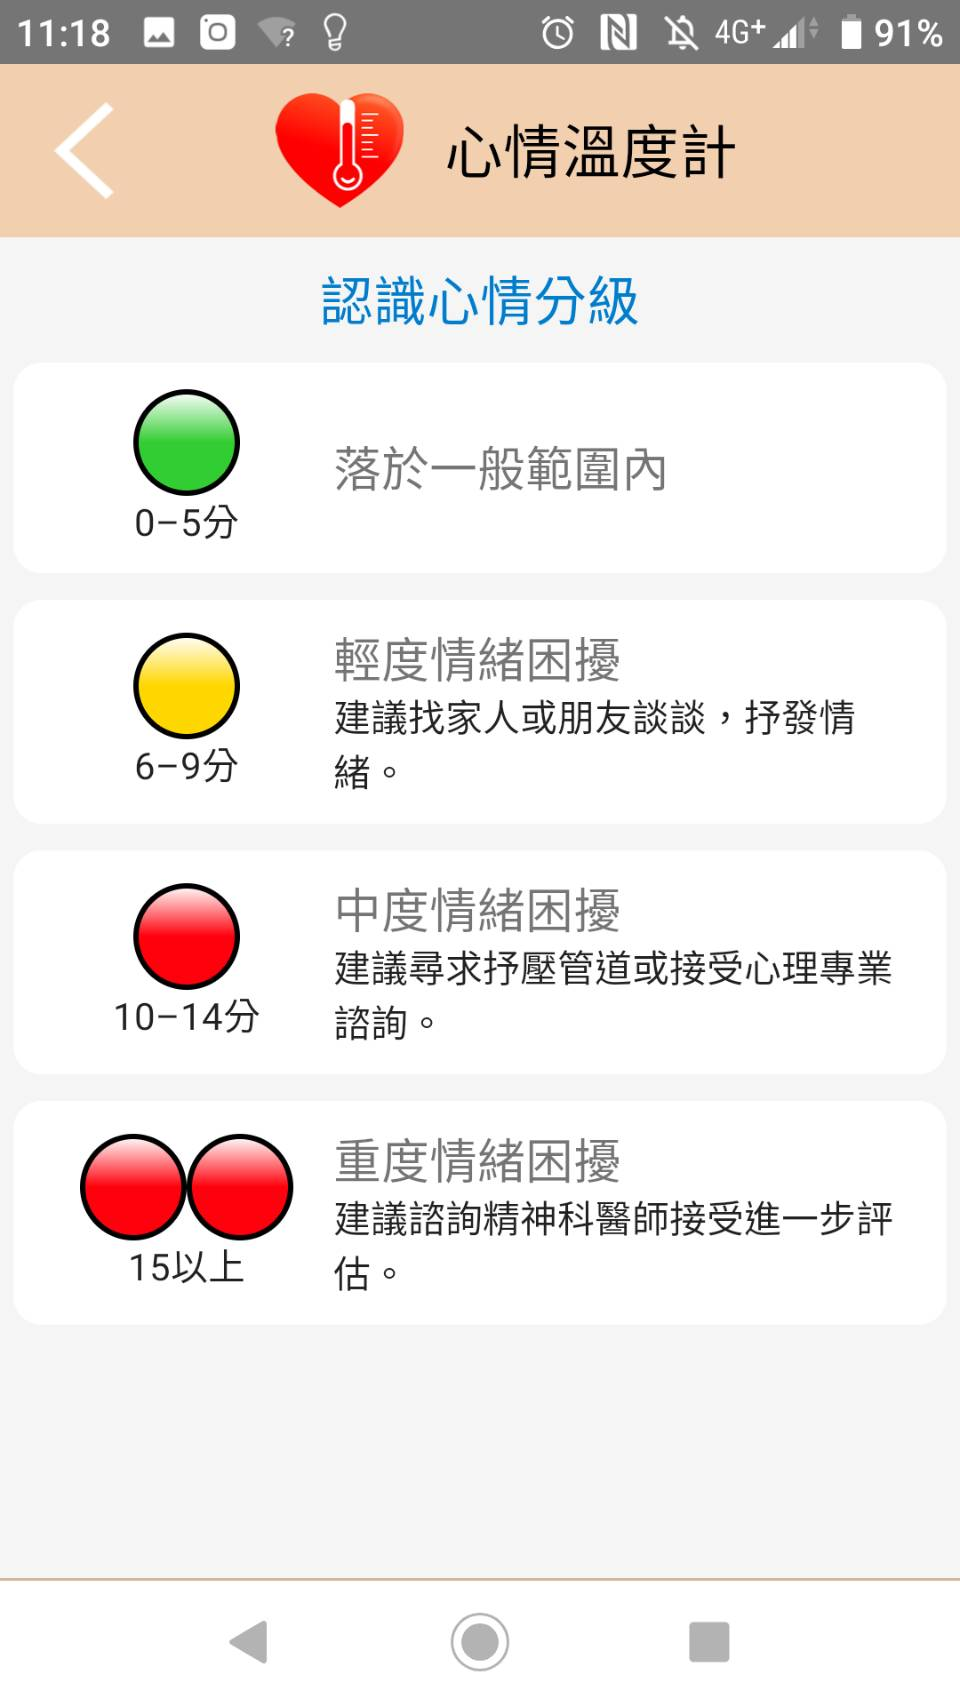 11:18 ? 4G+ 91%
心情溫度計
認識心情分級
落於一般範圍內
0–5分
輕度情緒困擾
建議找家人或朋友談談，抒發情
緒。
6–9分
中度情緒困擾
建議尋求抒壓管道或接受心理專業
諮詢。
10–14分
重度情緒困擾
建議諮詢精神科醫師接受進一步評
估。
15以上